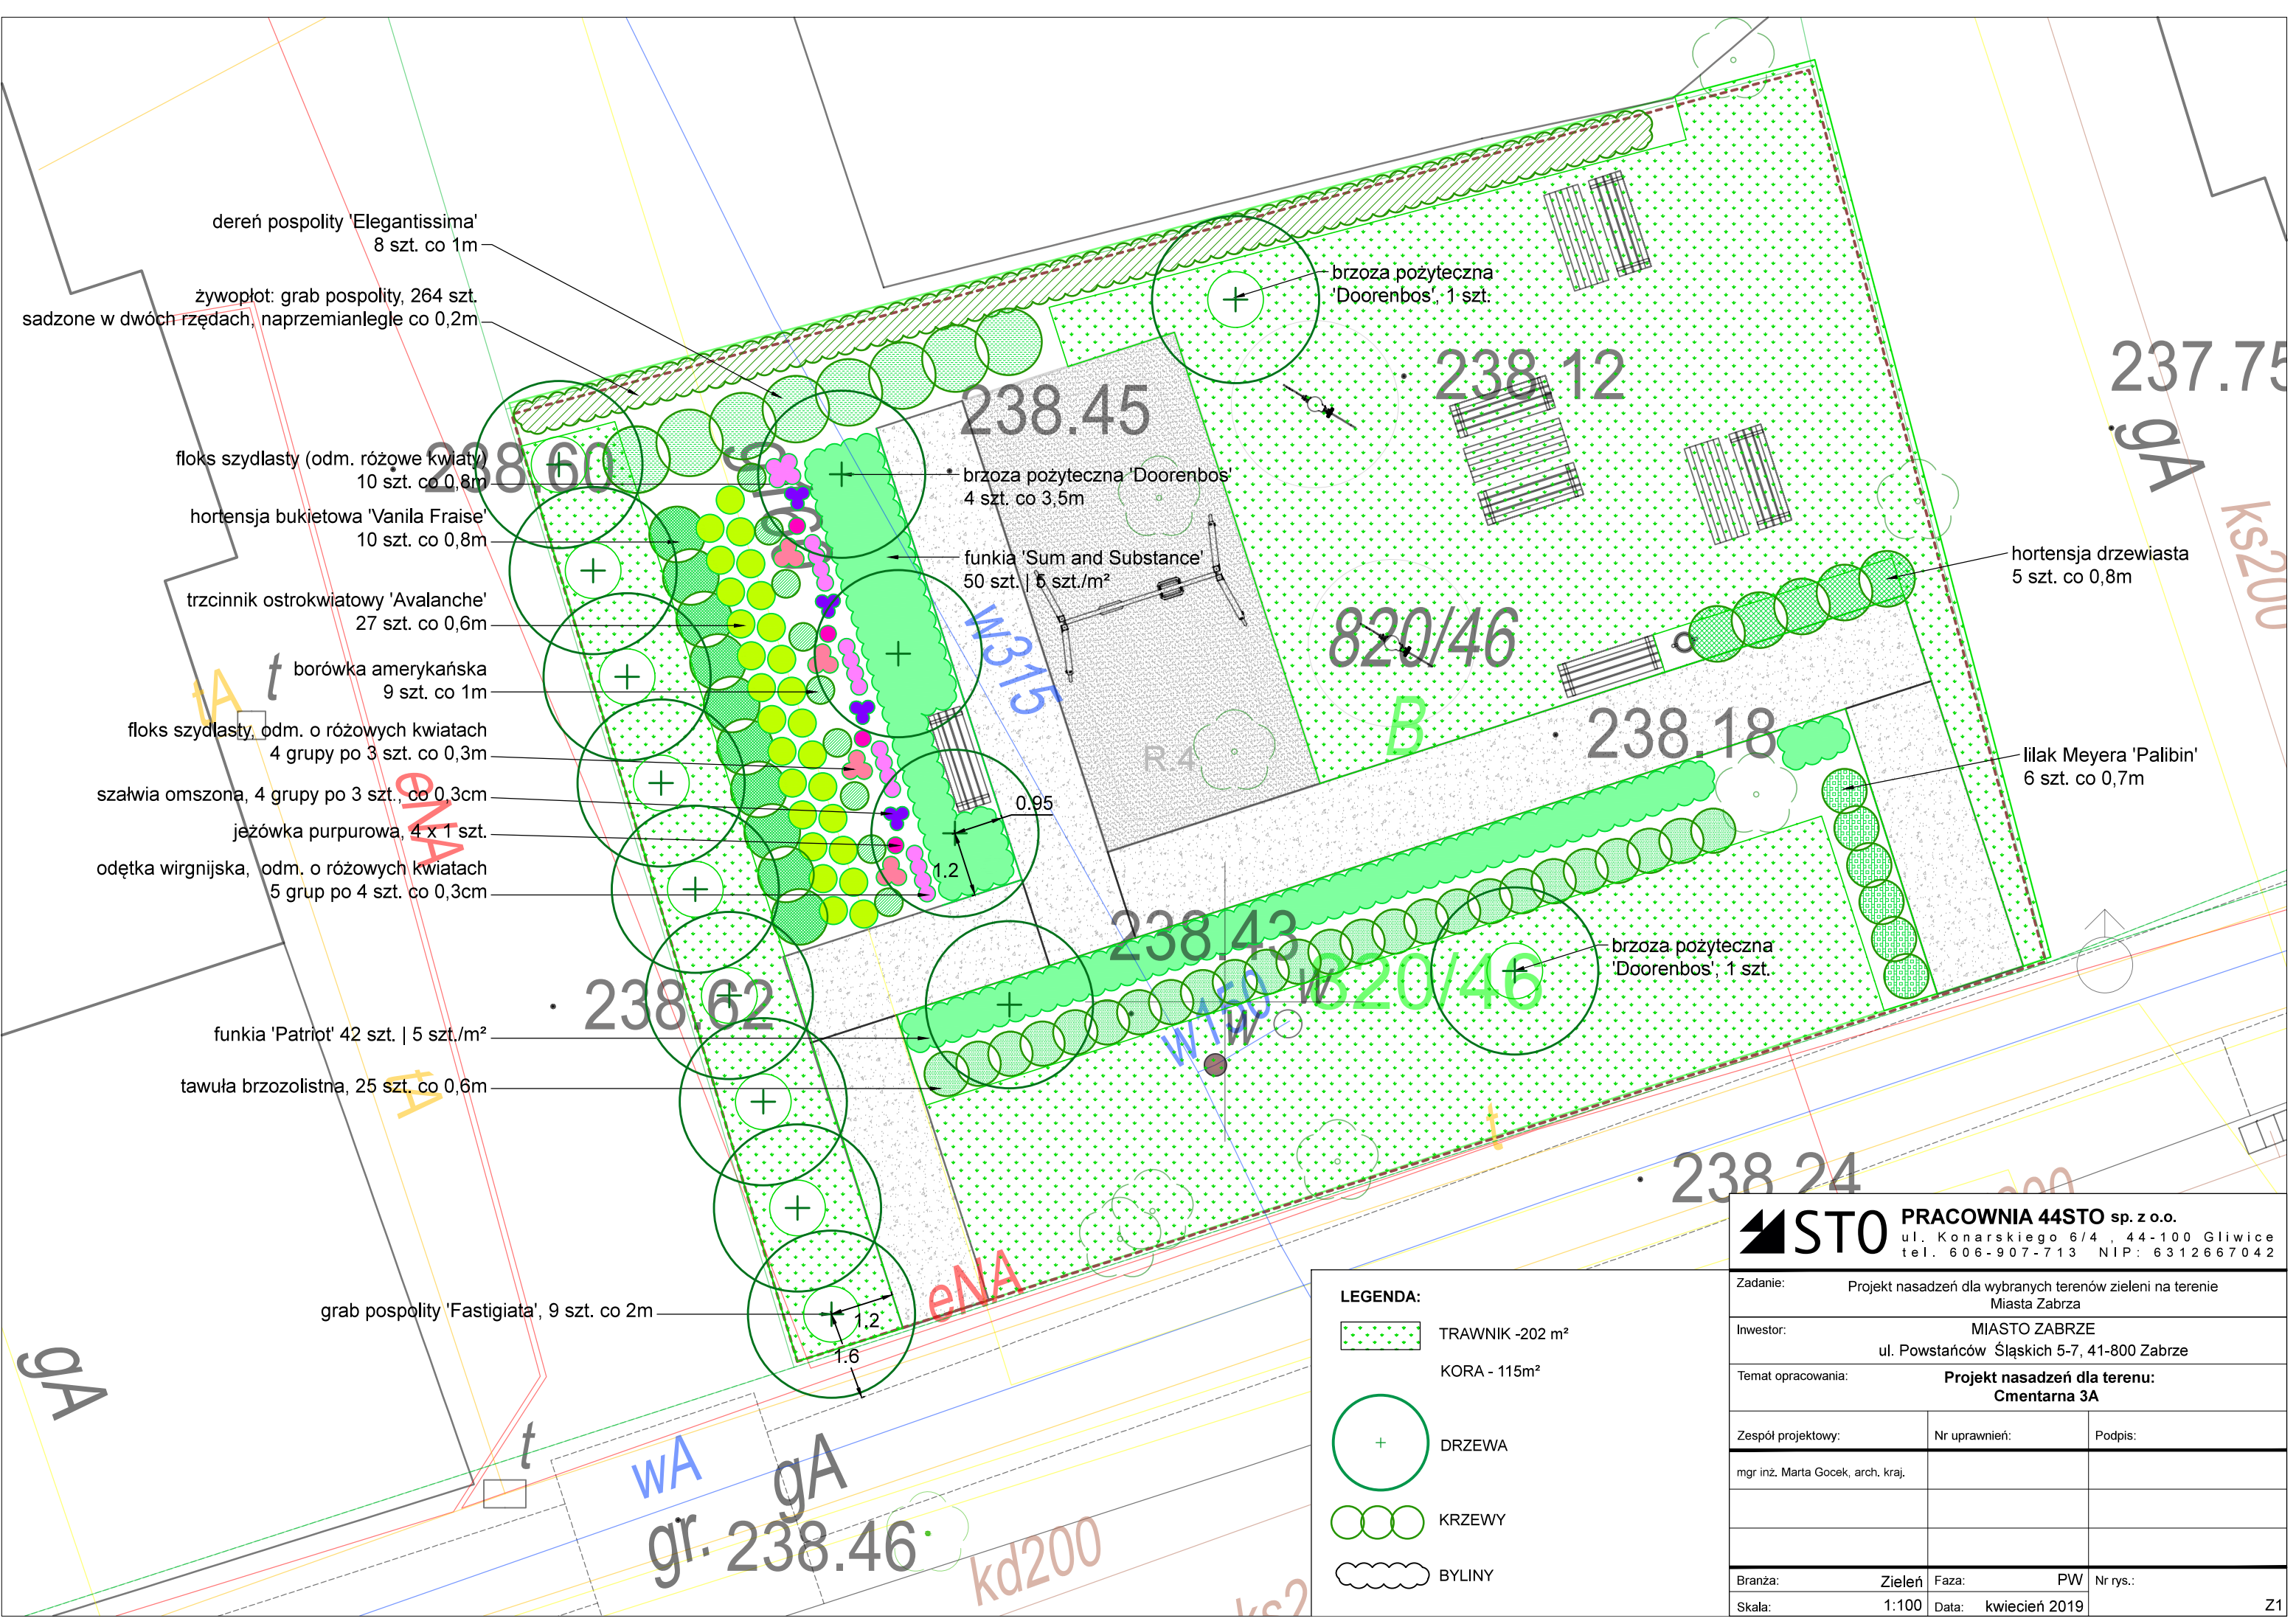 dereń pospolity 'Elegantissima'
8 szt. co 1m
żywopłot: grab pospolity, 264 szt.
sadzone w dwóch rzędach, naprzemianlegle co 0,2m
floks szydlasty (odm. różowe kwiaty)
10 szt. co 0,8m
hortensja bukietowa 'Vanila Fraise'
10 szt. co 0,8m
trzcinnik ostrokwiatowy 'Avalanche'
27 szt. co 0,6m
borówka amerykańska
9 szt. co 1m
floks szydlasty, odm. o różowych kwiatach
4 grupy po 3 szt. co 0,3m
szałwia omszona, 4 grupy po 3 szt., co 0,3cm
jeżówka purpurowa, 4 x 1 szt.
odętka wirgnijska, odm. o różowych kwiatach
5 grup po 4 szt. co 0,3cm
funkia 'Patriot' 42 szt. | 5 szt./m²
tawuła brzozolistna, 25 szt. co 0,6m
grab pospolity 'Fastigiata', 9 szt. co 2m
brzoza pożyteczna
'Doorenbos', 1 szt.
brzoza pożyteczna 'Doorenbos'
4 szt. co 3,5m
funkia 'Sum and Substance'
50 szt. | 5 szt./m²
hortensja drzewiasta
5 szt. co 0,8m
lilak Meyera 'Palibin'
6 szt. co 0,7m
brzoza pożyteczna
'Doorenbos', 1 szt.
0.95
1.2
1.2
1.6
238.60
238.45
238.12
237.75
238.18
238.43
238.62
238.24
238.46
820/46
820/46
B
R.4
w315
w150
W
W
gA
ks200
tA
t
eNA
tA
gA
t
eNA
t
wA
gA
gr.
kd200
LEGENDA:
TRAWNIK -202 m²
KORA - 115m²
DRZEWA
KRZEWY
BYLINY
STO
PRACOWNIA 44STO sp. z o.o.
ul. Konarskiego 6/4 , 44-100 Gliwice
tel. 606-907-713 NIP: 6312667042
Zadanie: Projekt nasadzeń dla wybranych terenów zieleni na terenie
Miasta Zabrza
Inwestor: MIASTO ZABRZE
ul. Powstańców Śląskich 5-7, 41-800 Zabrze
Temat opracowania: Projekt nasadzeń dla terenu:
Cmentarna 3A
Zespół projektowy: Nr uprawnień: Podpis:
mgr inż. Marta Gocek, arch. kraj.
Branża: Zieleń Faza: PW Nr rys.:
Skala: 1:100 Data: kwiecień 2019 Z1